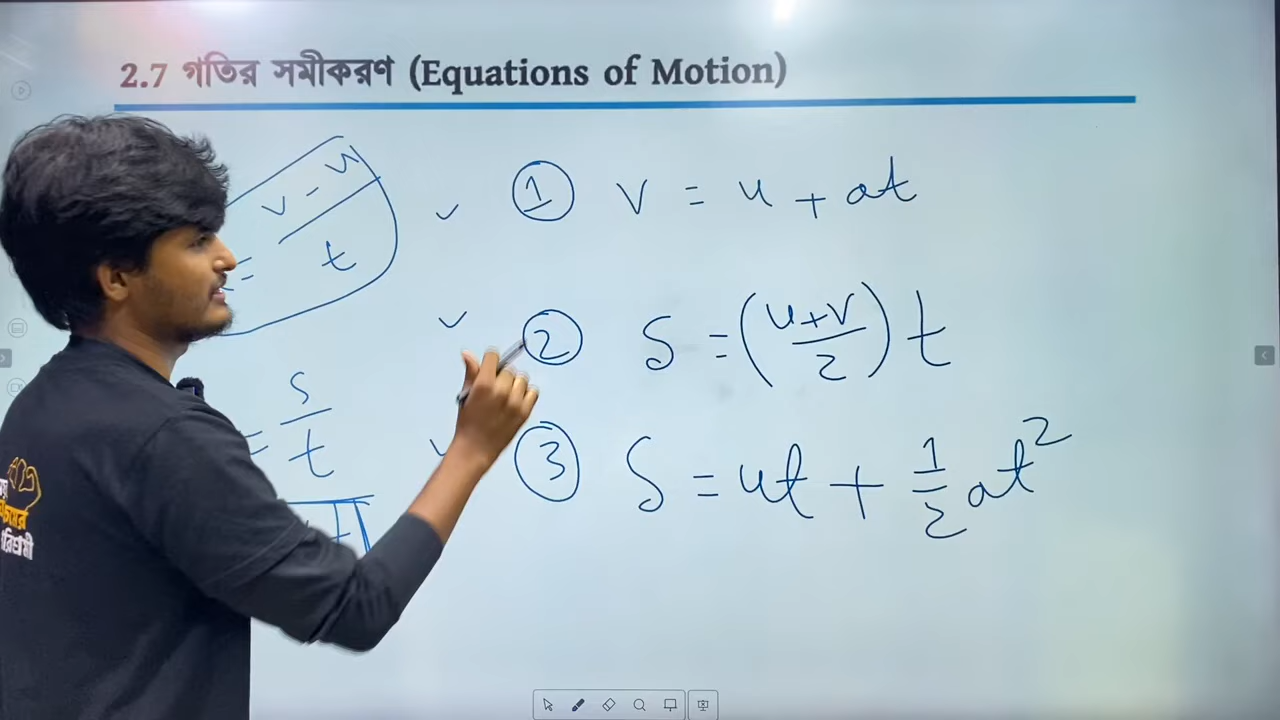 2.7 গতির সমীকরণ (Equations of Motion)
= v - u / t
① v = u + at
② s = (u+v / 2) t
= s / t
③ s = ut + 1/2 at²